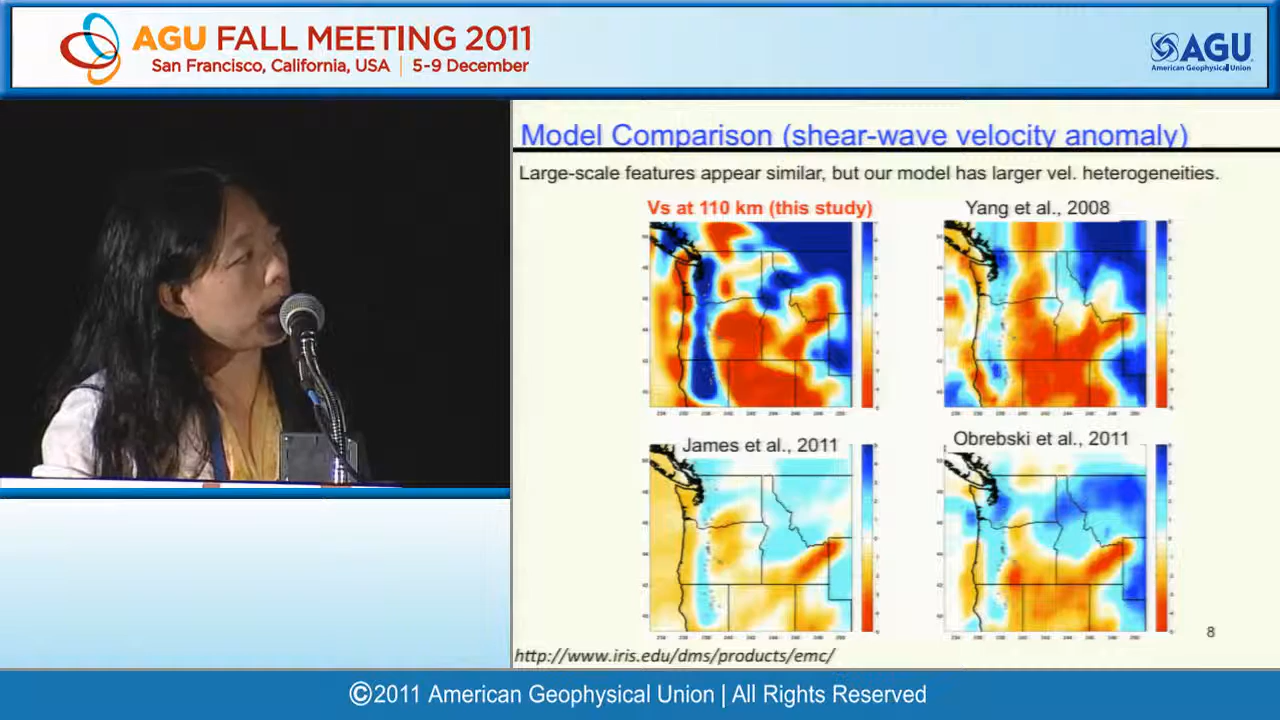 AGU FALL MEETING 2011
San Francisco, California, USA | 5-9 December
AGU
American Geophysical Union
Model Comparison (shear-wave velocity anomaly)
Large-scale features appear similar, but our model has larger vel. heterogeneities.
Vs at 110 km (this study)
Yang et al., 2008
James et al., 2011
Obrebski et al., 2011
8
http://www.iris.edu/dms/products/emc/
©2011 American Geophysical Union | All Rights Reserved